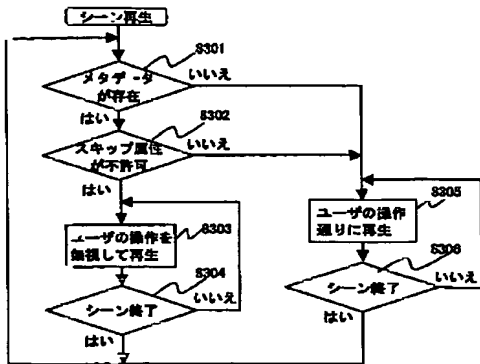 シーン再生
S301
メタデータ
が存在
いいえ
はい
S302
スキップ属性
が不許可
いいえ
はい
S303
ユーザの操作を
無視して再生
S304
シーン終了
いいえ
はい
S305
ユーザの操作
通りに再生
S306
シーン終了
いいえ
はい